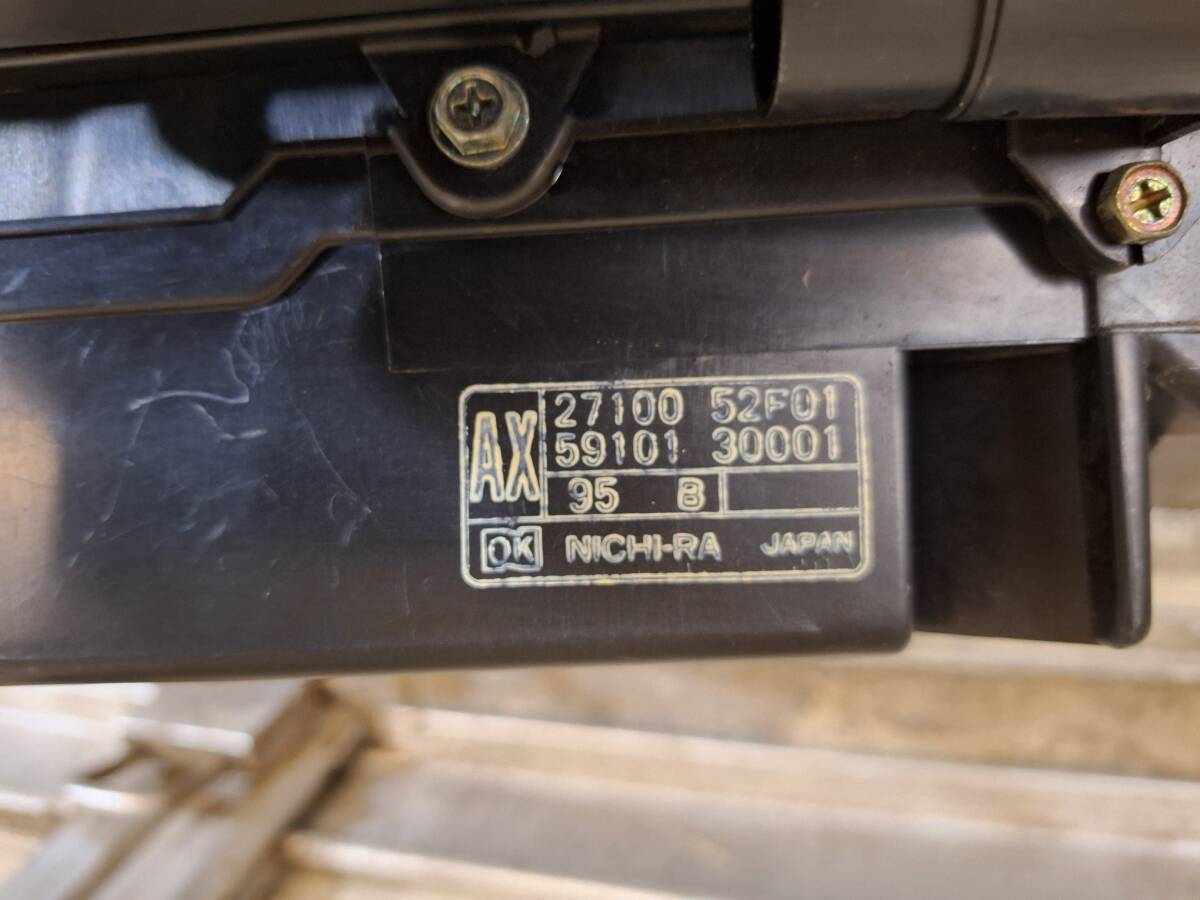 AX
27100 52F01
59101 30001
95 8
OK NICHI-RA JAPAN